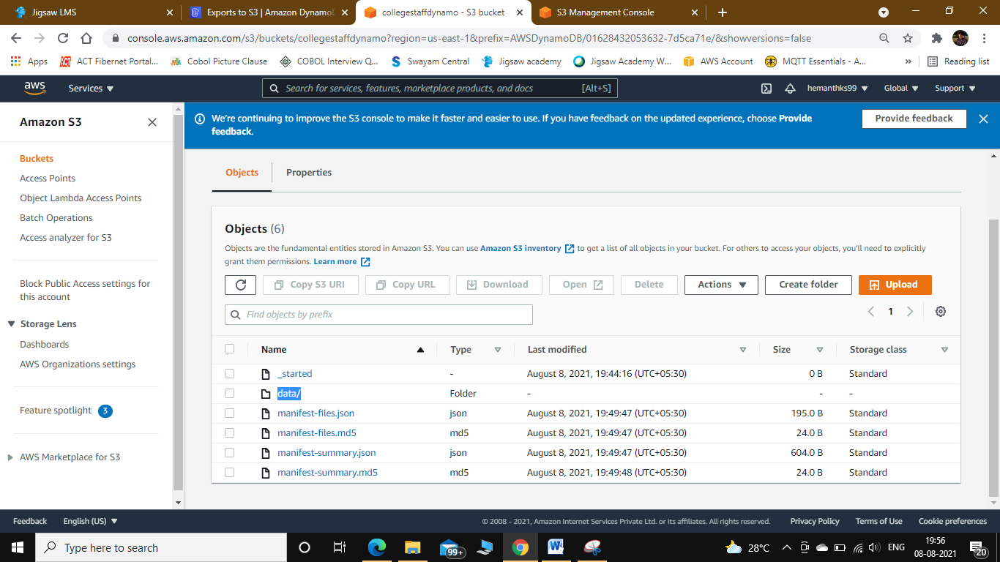 Jigsaw LMS
Exports to S3 | Amazon DynamoD
collegestaffdynamo - S3 bucket
S3 Management Console
console.aws.amazon.com/s3/buckets/collegestaffdynamo?region=us-east-1&prefix=AWSDynamoDB/01628432053632-7d5ca71e/&showversions=false
Apps
ACT Fibernet Portal...
Cobol Picture Clause
COBOL Interview Q...
Swayam Central
Jigsaw academy
Jigsaw Academy W...
AWS Account
MQTT Essentials - A...
»
Reading list
aws
Services
Search for services, features, marketplace products, and docs
[Alt+S]
hemanthks99
Global
Support
Amazon S3
Buckets
Access Points
Object Lambda Access Points
Batch Operations
Access analyzer for S3
Block Public Access settings for
this account
Storage Lens
Dashboards
AWS Organizations settings
Feature spotlight 3
AWS Marketplace for S3
We're continuing to improve the S3 console to make it faster and easier to use. If you have feedback on the updated experience, choose Provide
feedback.
Provide feedback
Objects
Properties
Objects (6)
Objects are the fundamental entities stored in Amazon S3. You can use Amazon S3 inventory to get a list of all objects in your bucket. For others to access your objects, you'll need to explicitly
grant them permissions. Learn more
Copy S3 URI
Copy URL
Download
Open
Delete
Actions
Create folder
Upload
Find objects by prefix
1
Name Type Last modified Size Storage class
_started - August 8, 2021, 19:44:16 (UTC+05:30) 0 B Standard
data/ Folder - - -
manifest-files.json json August 8, 2021, 19:49:47 (UTC+05:30) 195.0 B Standard
manifest-files.md5 md5 August 8, 2021, 19:49:47 (UTC+05:30) 24.0 B Standard
manifest-summary.json json August 8, 2021, 19:49:47 (UTC+05:30) 604.0 B Standard
manifest-summary.md5 md5 August 8, 2021, 19:49:48 (UTC+05:30) 24.0 B Standard
Feedback
English (US)
© 2008 - 2021, Amazon Internet Services Private Ltd. or its affiliates. All rights reserved.
Privacy Policy
Terms of Use
Cookie preferences
Type here to search
99+
28°C
ENG
19:56
08-08-2021
20